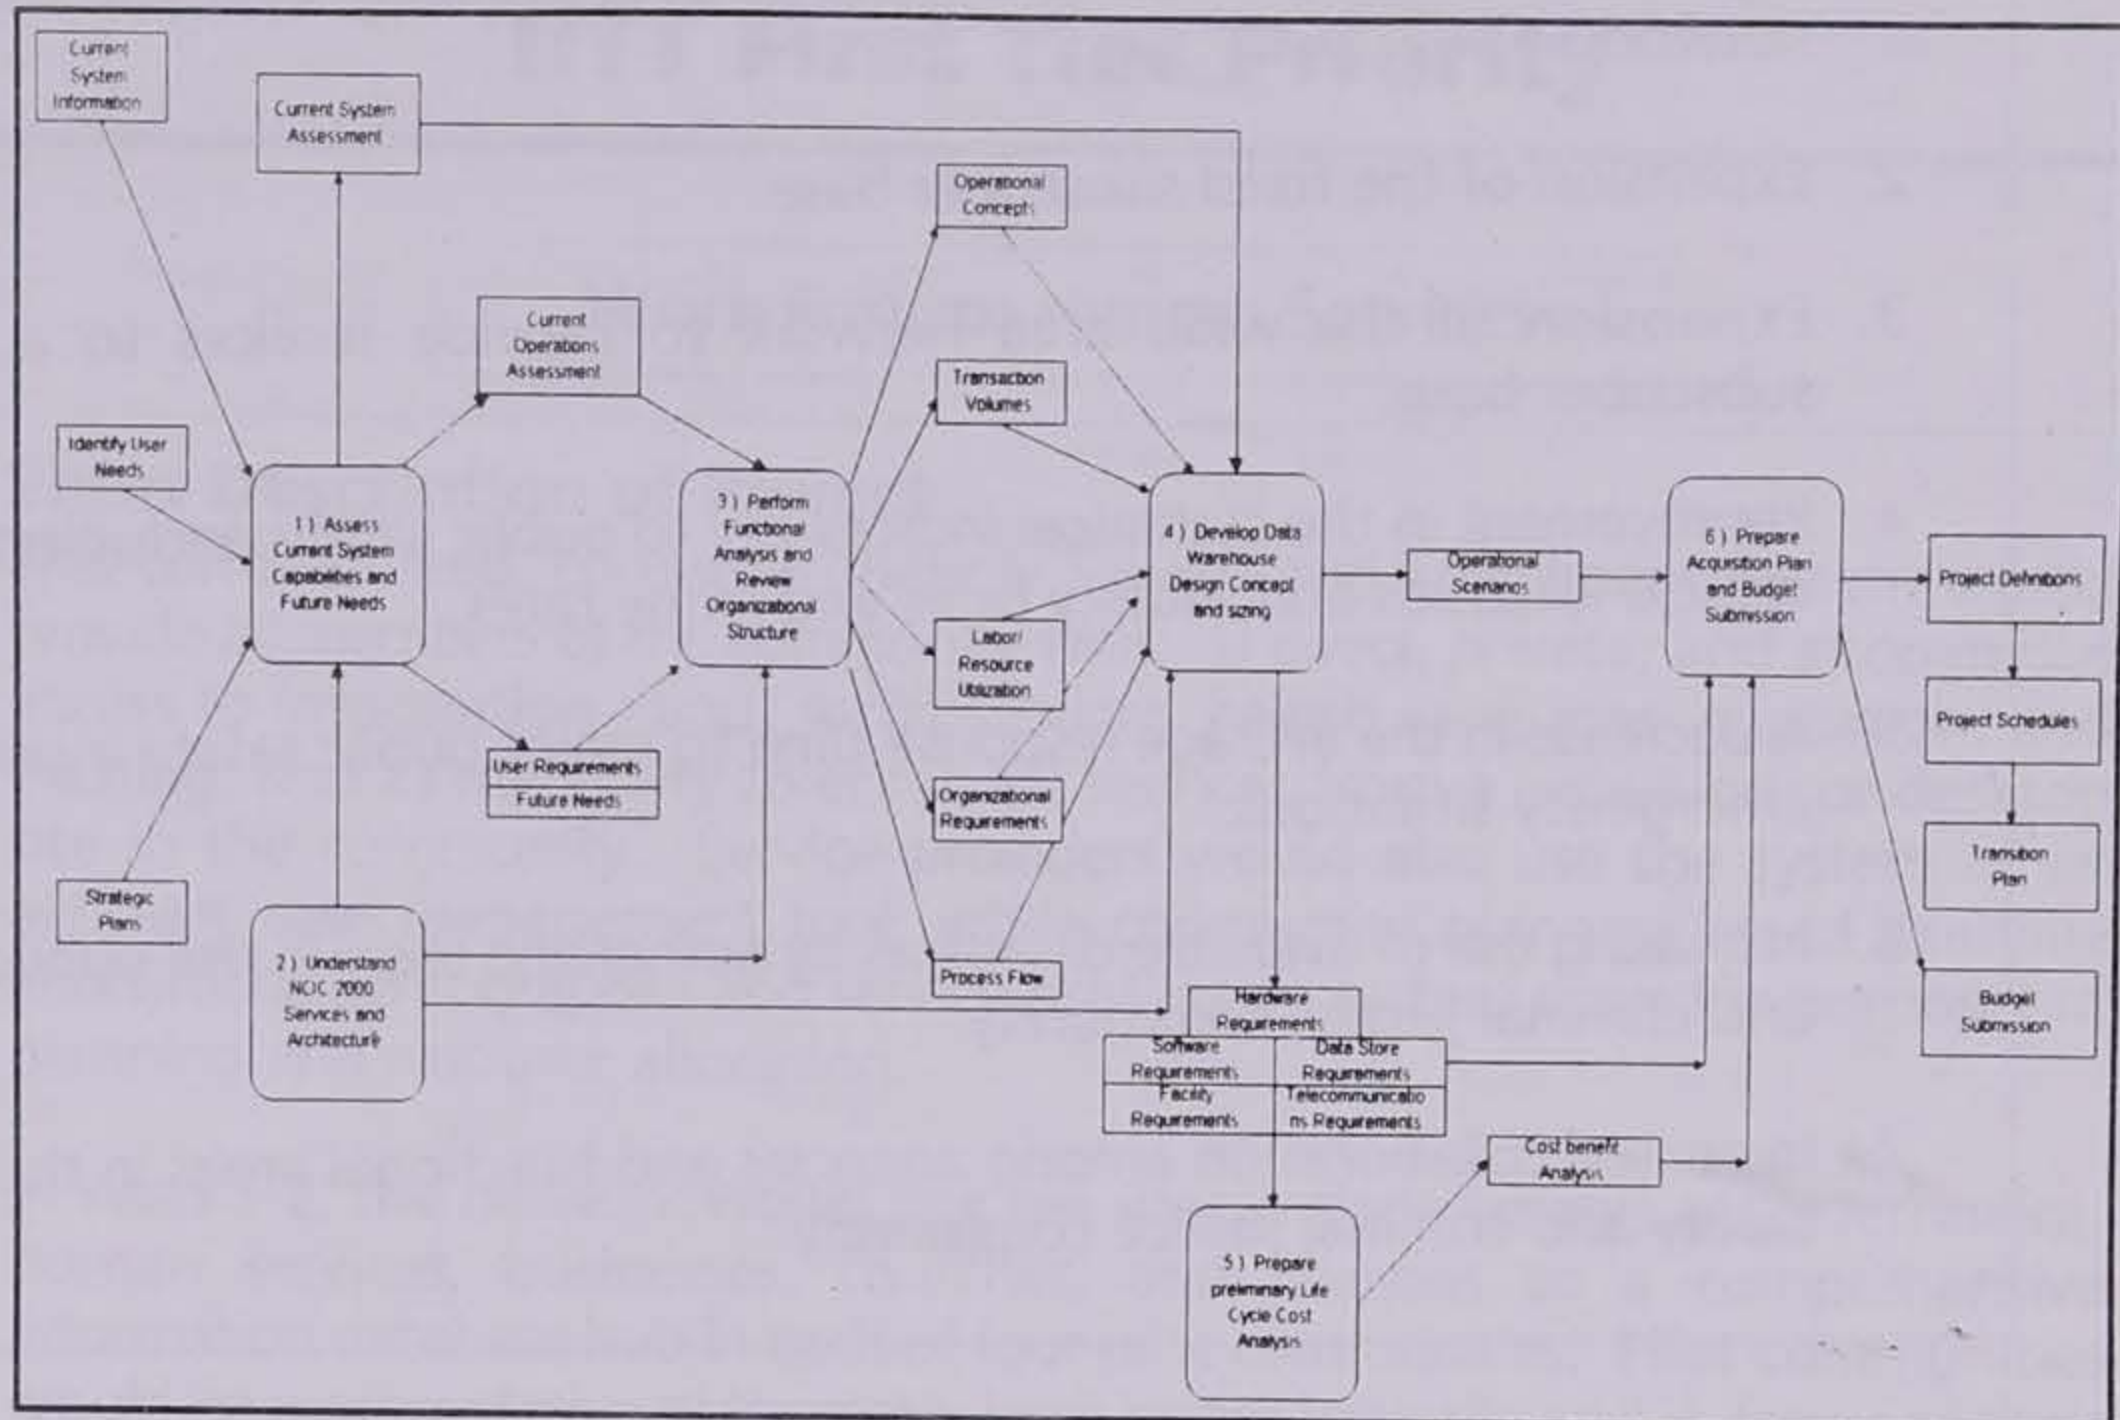 Current
System
Information
Current System
Assessment
Operational
Concepts
Current
Operations
Assessment
Transaction
Volumes
Identify User
Needs
1 ) Assess
Current System
Capabilities and
Future Needs
3 ) Perform
Functional
Analysis and
Review
Organizational
Structure
4 ) Develop Data
Warehouse
Design Concept
and sizing
Operational
Scenarios
6 ) Prepare
Acquisition Plan
and Budget
Submission
Project Definitions
Labor/
Resource
Utilization
Project Schedules
User Requirements
Future Needs
Organizational
Requirements
Transition
Plan
Strategic
Plans
2 ) Understand
NCIC 2000
Services and
Architecture
Process Flow
Budget
Submission
Hardware
Requirements
Software
Requirements
Data Store
Requirements
Facility
Requirements
Telecommunicatio
ns Requirements
Cost benefit
Analysis
5 ) Prepare
preliminary Life
Cycle Cost
Analysis